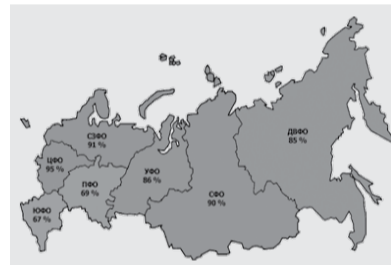 СЗФО
91 %
ЦФО
95 %
ПФО
69 %
ЮФО
67 %
УФО
86 %
СФО
90 %
ДВФО
85 %